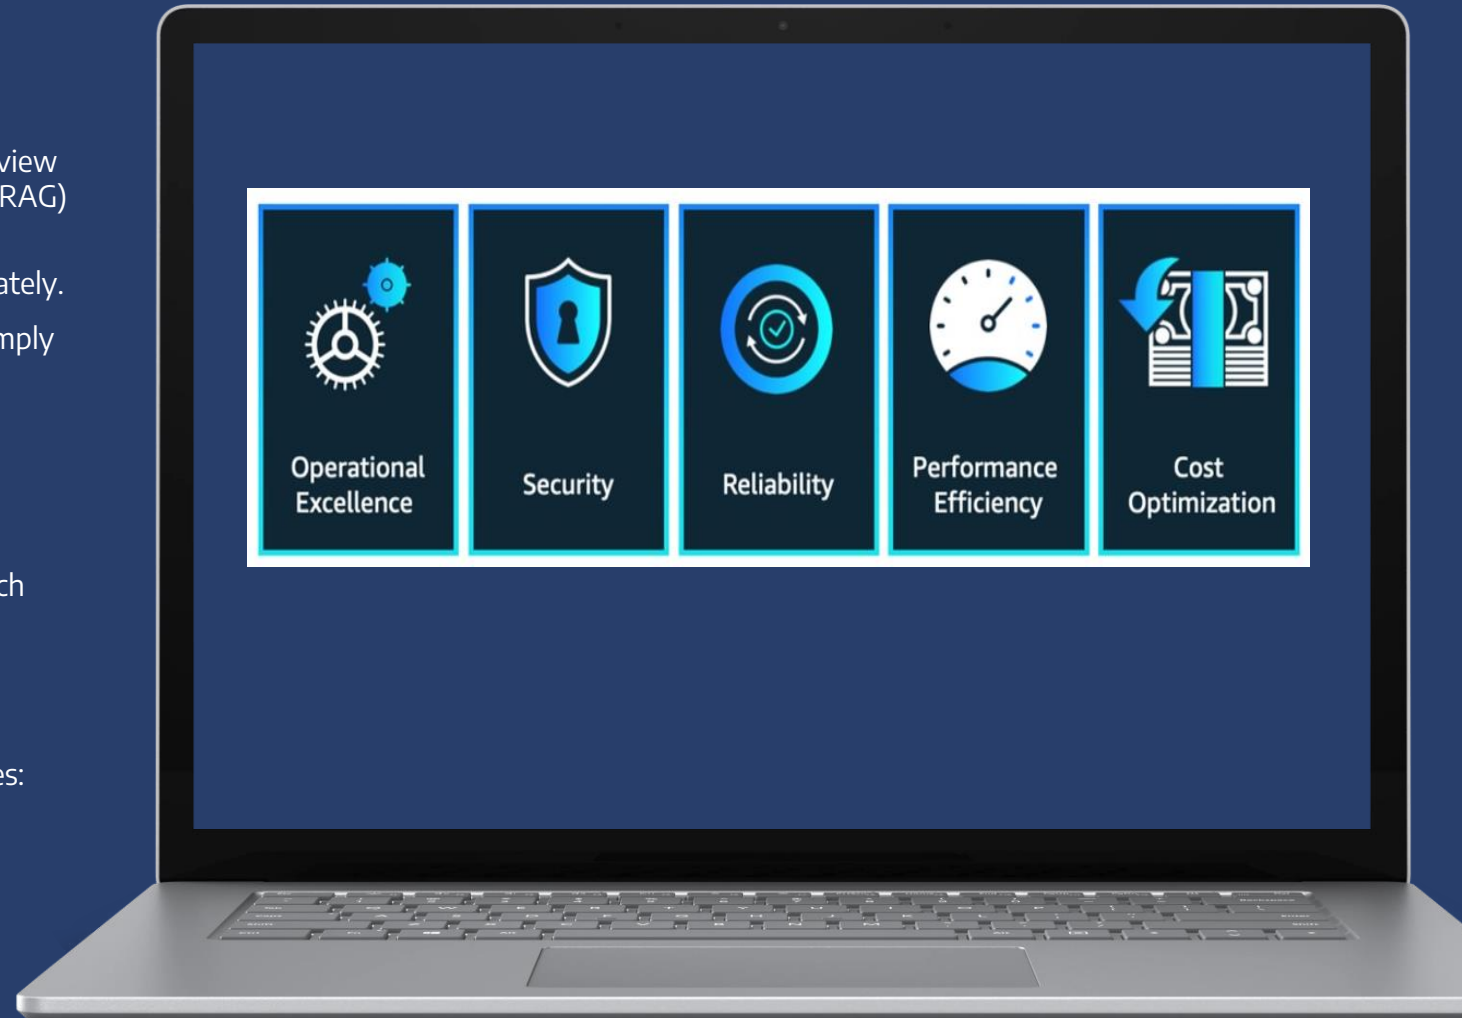 view
RAG)
ately.
mply
ch
es:
Operational
Excellence
Security
Reliability
Performance
Efficiency
Cost
Optimization